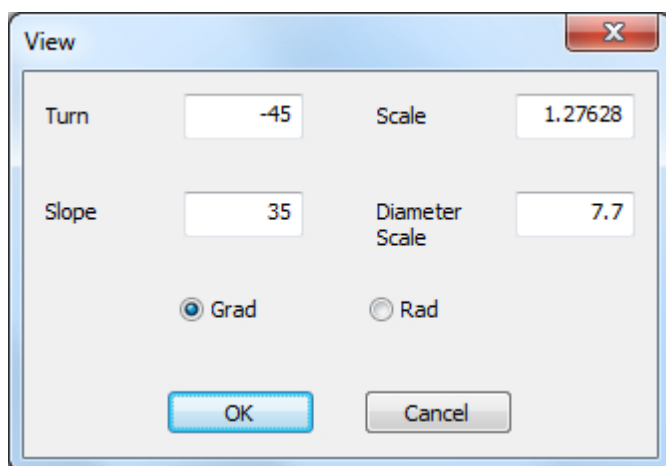 View
Turn -45 Scale 1.27628
Slope 35 Diameter 7.7
Scale
Grad Rad
OK Cancel